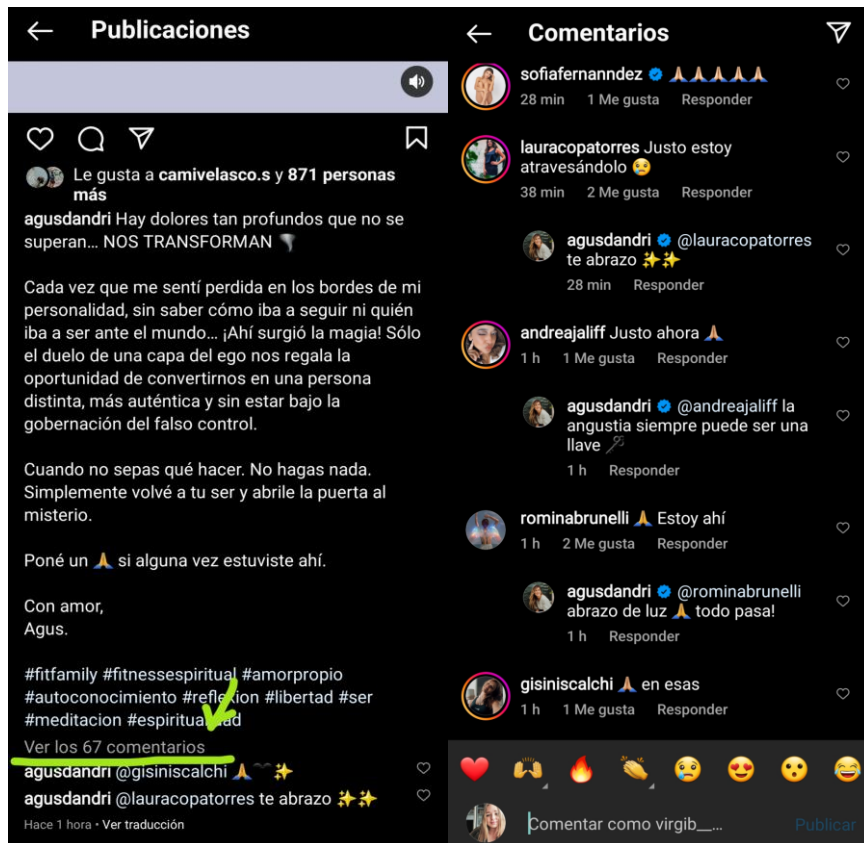 Publicaciones
Le gusta a camivelasco.s y 871 personas
más
agusdandri Hay dolores tan profundos que no se
superan... NOS TRANSFORMAN 🌪️
Cada vez que me sentí perdida en los bordes de mi
personalidad, sin saber cómo iba a seguir ni quién
iba a ser ante el mundo... ¡Ahí surgió la magia! Sólo
el duelo de una capa del ego nos regala la
oportunidad de convertirnos en una persona
distinta, más auténtica y sin estar bajo la
gobernación del falso control.
Cuando no sepas qué hacer. No hagas nada.
Simplemente volvé a tu ser y abrile la puerta al
misterio.
Poné un 🙏 si alguna vez estuviste ahí.
Con amor,
Agus.
#fitfamily #fitnessespiritual #amorpropio
#autoconocimiento #reflexion #libertad #ser
#meditacion #espiritualidad
Ver los 67 comentarios
agusdandri @gisiniscalchi 🙏〰️✨
agusdandri @lauracopatorres te abrazo ✨✨
Hace 1 hora • Ver traducción
Comentarios
sofiafernanndez 🙏🙏🙏🙏🙏
28 min 1 Me gusta Responder
lauracopatorres Justo estoy
atravesándolo 😢
38 min 2 Me gusta Responder
agusdandri @lauracopatorres
te abrazo ✨✨
28 min Responder
andreajaliff Justo ahora 🙏
1 h 1 Me gusta Responder
agusdandri @andreajaliff la
angustia siempre puede ser una
llave 🗝️
1 h Responder
rominabrunelli 🙏 Estoy ahí
1 h 2 Me gusta Responder
agusdandri @rominabrunelli
abrazo de luz 🙏 todo pasa!
1 h Responder
gisiniscalchi 🙏 en esas
1 h 1 Me gusta Responder
❤️🙌🔥👏😢😍😮😂
Comentar como virgib__... Publicar